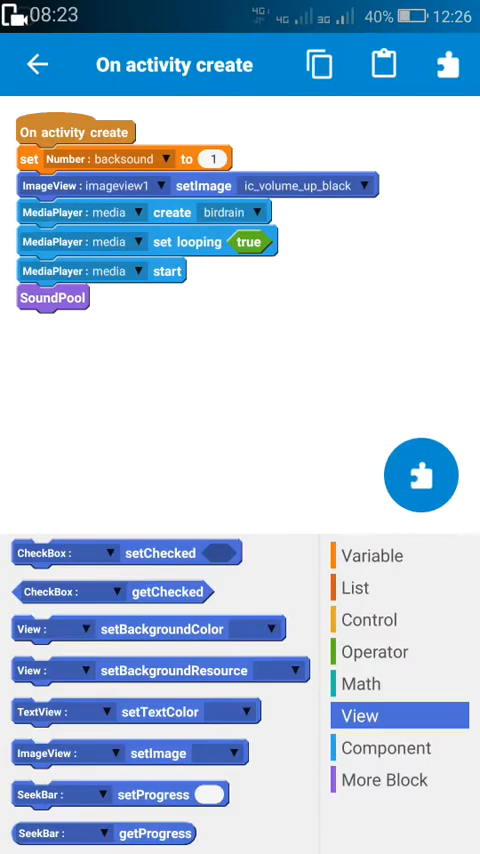 08:23 4G 4G 3G 40% 12:26
On activity create
On activity create
set Number : backsound to 1
ImageView : imageview1 setImage ic_volume_up_black
MediaPlayer : media create birdrain
MediaPlayer : media set looping true
MediaPlayer : media start
SoundPool
CheckBox : setChecked
CheckBox : getChecked
View : setBackgroundColor
View : setBackgroundResource
TextView : setTextColor
ImageView : setImage
SeekBar : setProgress
SeekBar : getProgress
Variable
List
Control
Operator
Math
View
Component
More Block